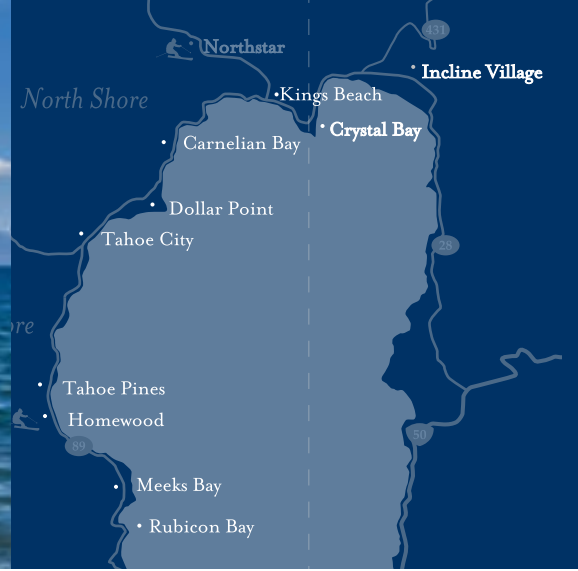 431
Northstar
Incline Village
North Shore
Kings Beach
Crystal Bay
Carnelian Bay
Dollar Point
Tahoe City
28
ore
Tahoe Pines
Homewood
50
89
Meeks Bay
Rubicon Bay